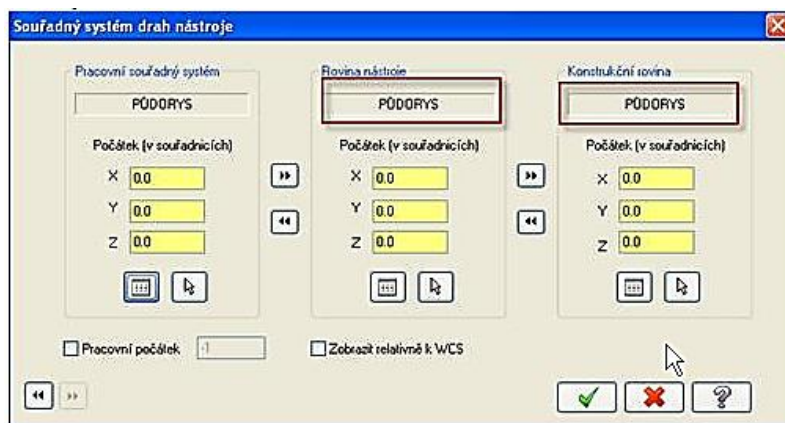 Souřadný systém drah nástroje
Pracovní souřadný systém
PŮDORYS
Počátek (v souřadnicích)
X 0.0
Y 0.0
Z 0.0
Rovina nástroje
PŮDORYS
Počátek (v souřadnicích)
X 0.0
Y 0.0
Z 0.0
Konstrukční rovina
PŮDORYS
Počátek (v souřadnicích)
X 0.0
Y 0.0
Z 0.0
Pracovní počátek -1
Zobrazit relativně k WCS